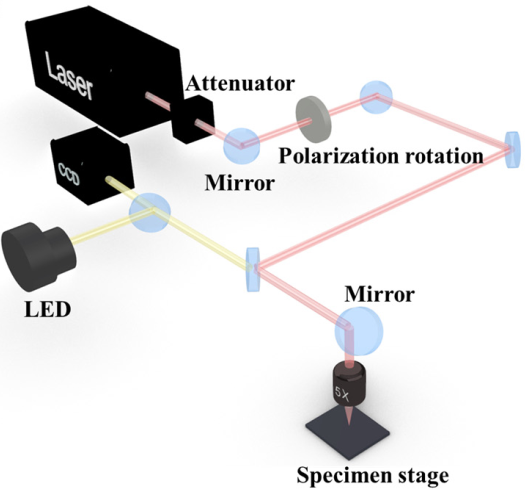 Laser
Attenuator
CCD
Polarization rotation
Mirror
LED
Mirror
5X
Specimen stage